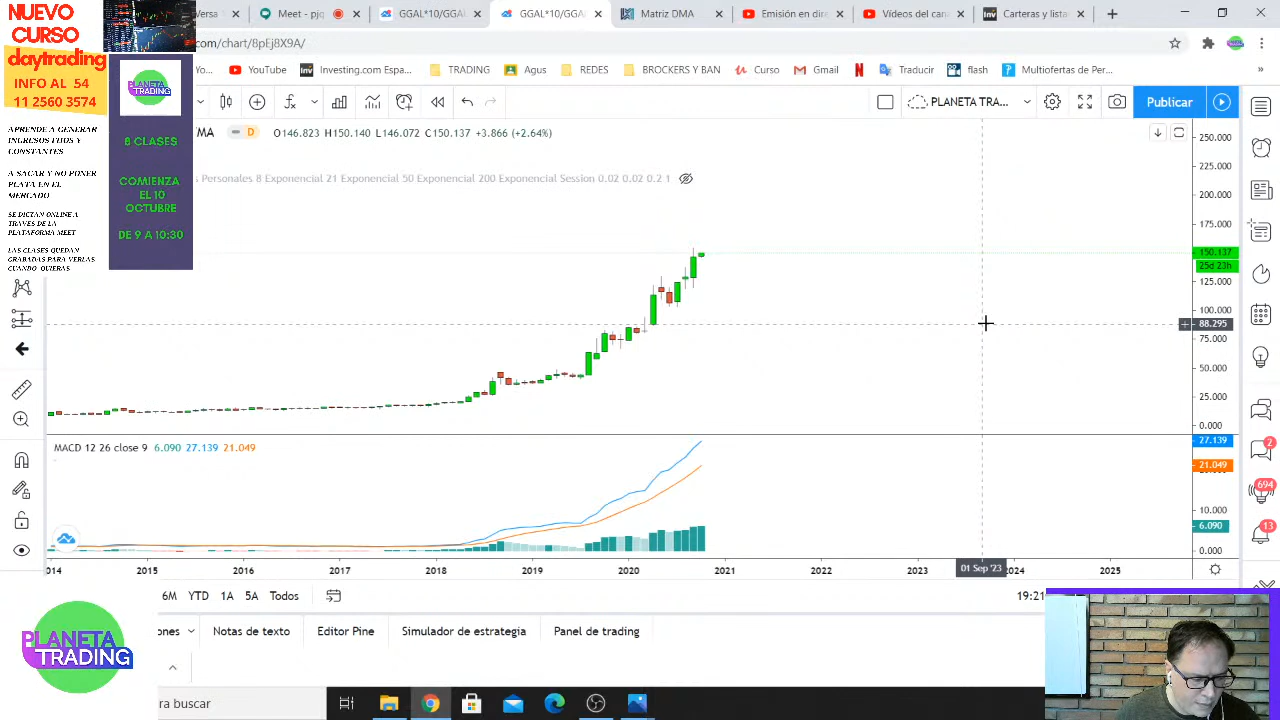 NUEVO
CURSO
daytrading
INFO AL 54
11 2560 3574
APRENDE A GENERAR
INGRESOS FIJOS Y
CONSTANTES
A SACAR Y NO PONER
PLATA EN EL
MERCADO
SE DICTAN ONLINE A
TRAVES DE LA
PLATAFORMA MEET
LAS CLASES QUEDAN
GRABADAS PARA VERLAS
CUANDO QUIERAS
PLANETA
TRADING
8 CLASES
COMIENZA
EL 10
OCTUBRE
DE 9 A 10:30
versa
Meet - pjq
GGAL*10/GGAL
GGAL
Matriz DMA
Emisión d
Vídeos del can
Carteras y lista
com/chart/8pEj8X9A/
Yo...
YouTube
Investing.com Espa...
TRADING
Agus
REDES
BROCKERS Y BAN
Curso
Gmail
Traducir
flash
Multiofertas de Per...
PLANETA TRA...
Publicar
MA
D
O146.823 H150.140 L146.072 C150.137 +3.866 (+2.64%)
s Personales 8 Exponencial 21 Exponencial 50 Exponencial 200 Exponencial Session 0.02 0.02 0.2 1
250.000
225.000
200.000
175.000
150.137
25d 23h
125.000
100.000
88.295
75.000
50.000
25.000
0.000
MACD 12 26 close 9 6.090 27.139 21.049
27.139
21.049
10.000
6.090
0.000
2
694
13
014 2015 2016 2017 2018 2019 2020 2021 2022 01 Sep '23 2024 2025
6M YTD 1A 5A Todos
19:21
ones
Notas de texto
Editor Pine
Simulador de estrategia
Panel de trading
PLANETA
TRADING
ra buscar